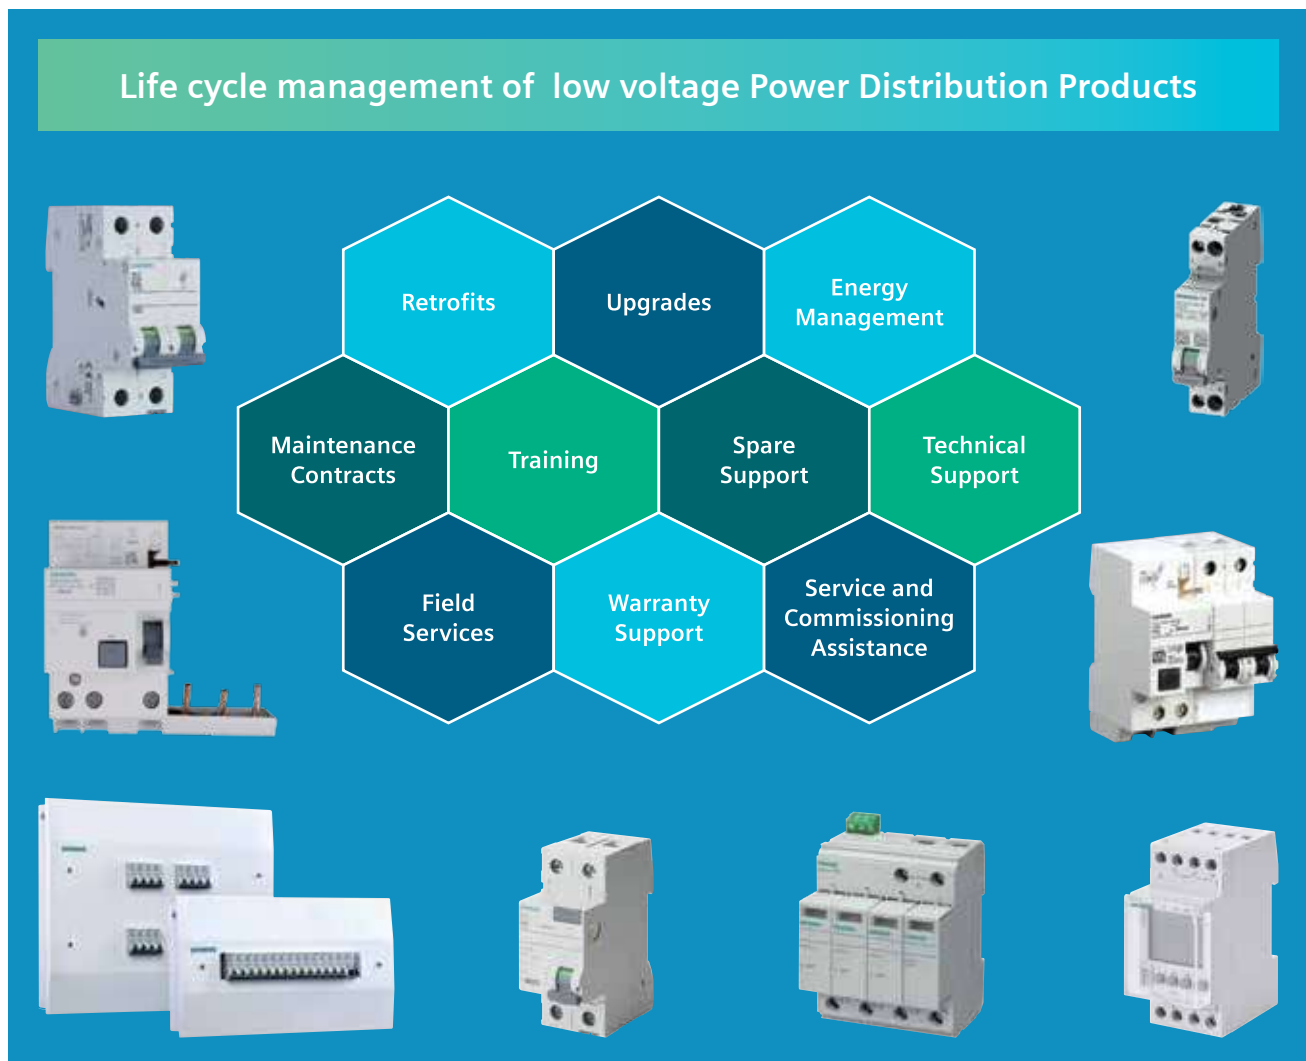 Life cycle management of low voltage Power Distribution Products
Retrofits
Upgrades
Energy
Management
Maintenance
Contracts
Training
Spare
Support
Technical
Support
Field
Services
Warranty
Support
Service and
Commissioning
Assistance